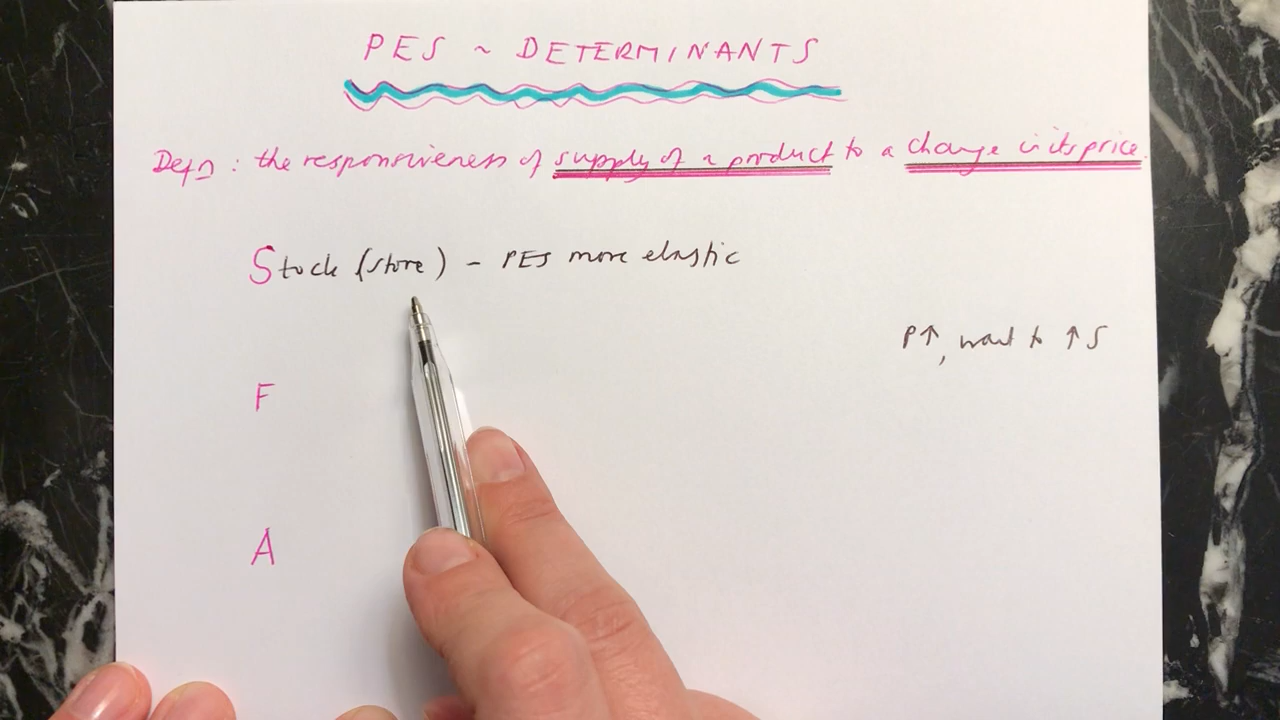 PES ~ DETERMINANTS
Defn : the responsiveness of supply of a product to a change in its price.
Stock (store) - PES more elastic
P↑, want to ↑ S
F
A